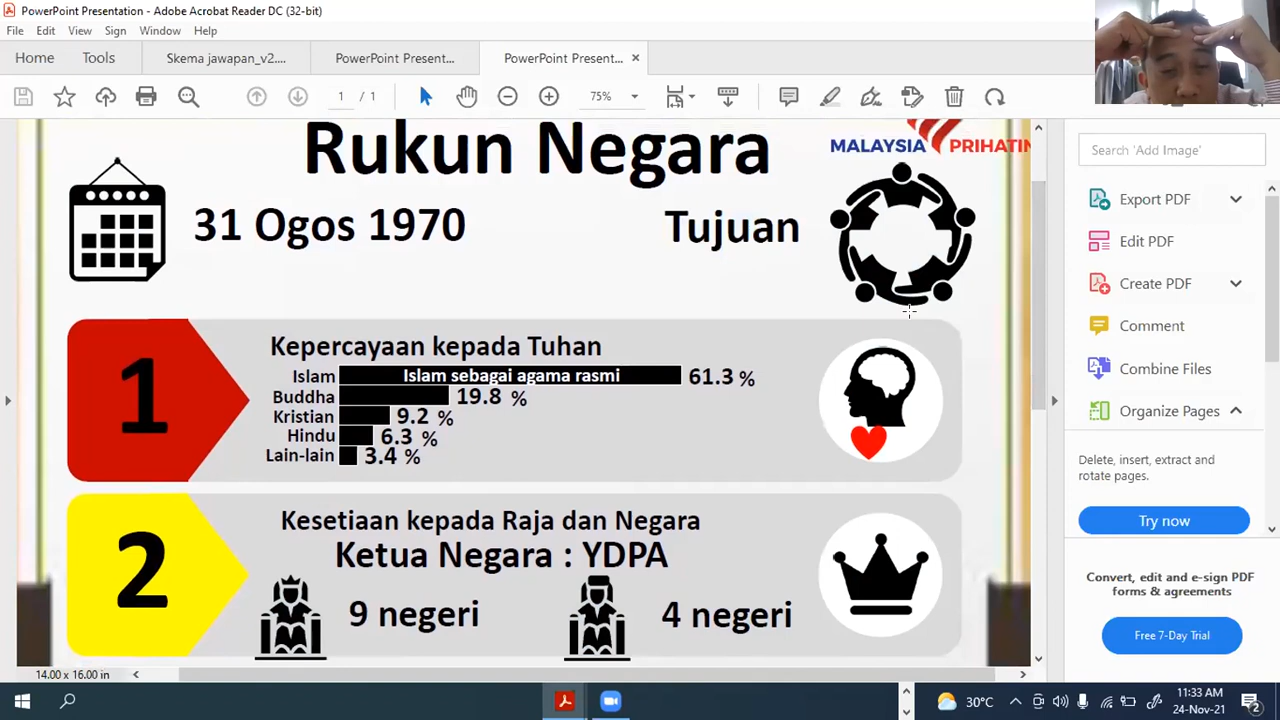 PowerPoint Presentation - Adobe Acrobat Reader DC (32-bit)
File Edit View Sign Window Help
Home Tools Skema jawapan_v2.... PowerPoint Present... PowerPoint Present... ×
1 / 1 75%
Rukun Negara
MALAYSIA PRIHATIN
31 Ogos 1970
Tujuan
1
Kepercayaan kepada Tuhan
Islam Islam sebagai agama rasmi 61.3 %
Buddha 19.8 %
Kristian 9.2 %
Hindu 6.3 %
Lain-lain 3.4 %
2
Kesetiaan kepada Raja dan Negara
Ketua Negara : YDPA
9 negeri 4 negeri
14.00 x 16.00 in
Search 'Add Image'
Export PDF
Edit PDF
Create PDF
Comment
Combine Files
Organize Pages
Delete, insert, extract and
rotate pages.
Try now
Convert, edit and e-sign PDF
forms & agreements
Free 7-Day Trial
30°C
11:33 AM
24-Nov-21
2